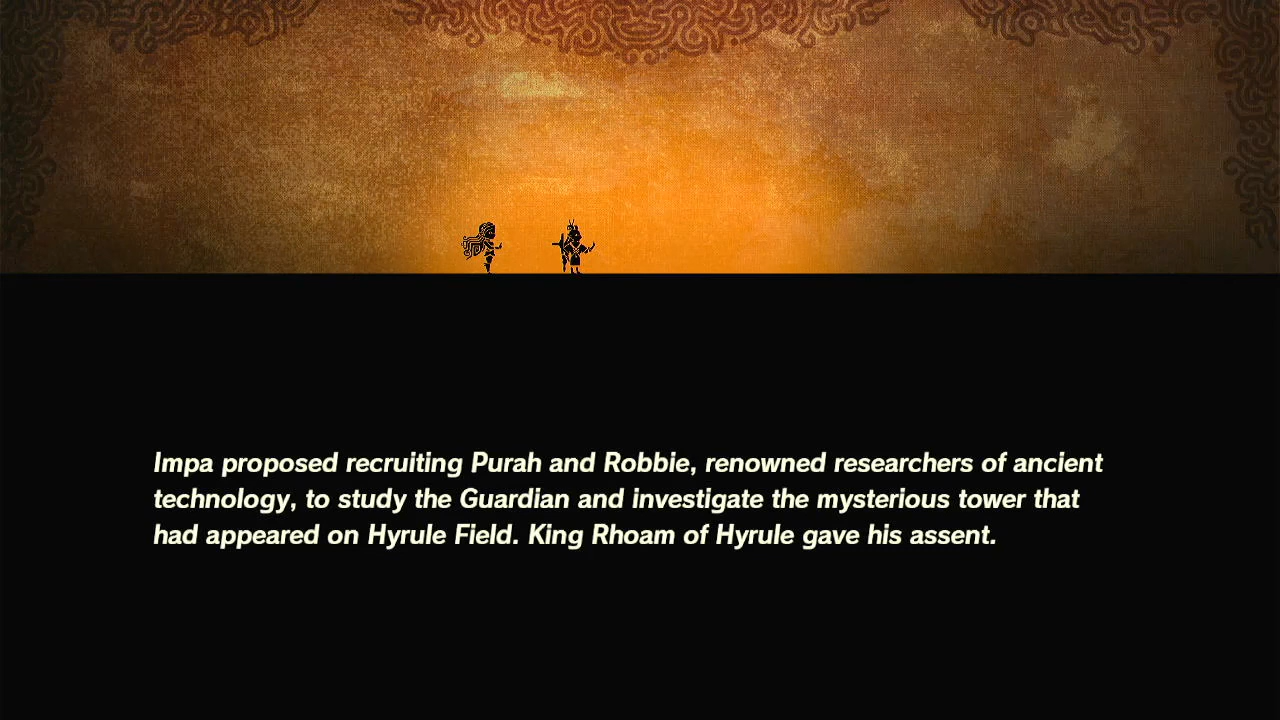 Impa proposed recruiting Purah and Robbie, renowned researchers of ancient
technology, to study the Guardian and investigate the mysterious tower that
had appeared on Hyrule Field. King Rhoam of Hyrule gave his assent.